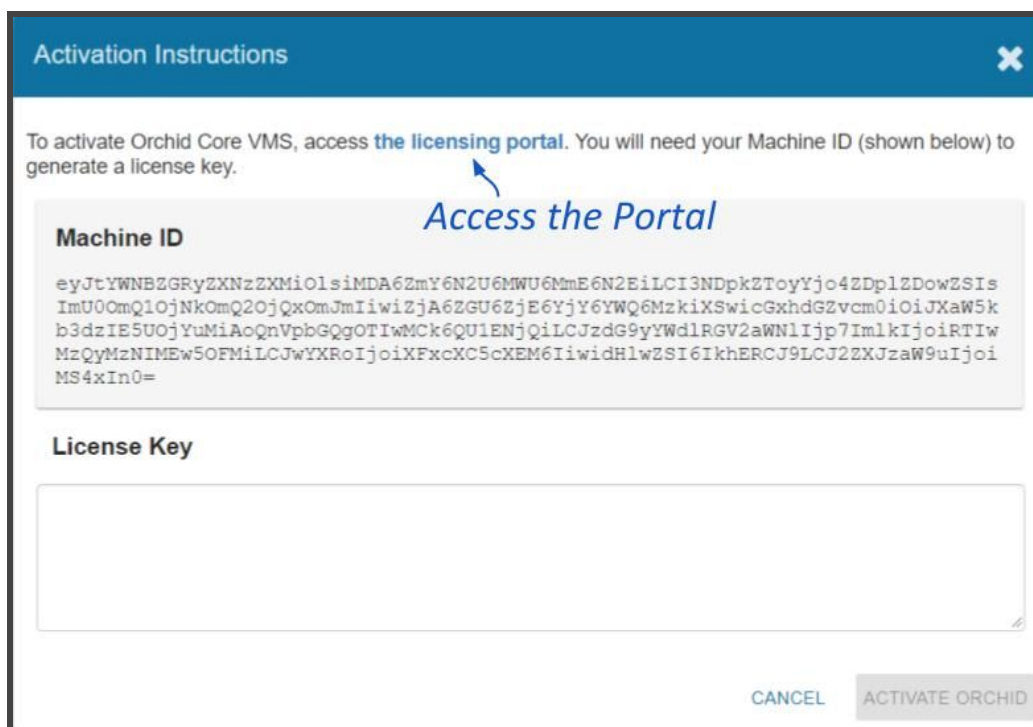 Activation Instructions
To activate Orchid Core VMS, access the licensing portal. You will need your Machine ID (shown below) to
generate a license key.
Access the Portal
Machine ID
eyJtYWNBZGRyZXNzZXMiOlsiMDA6ZmY6N2U6MWU6MmE6N2EiLCI3NDpkZToyYjo4ZDplZDowZSIs
ImU0OmQ1OjNkOmQ2OjQxOmJmIiwiZjA6ZGU6ZjE6YjY6YWQ6MzkiXSwicGxhdGZvcm0iOiJXaW5k
b3dzIE5UOjYuMiAoQnVpbGQgOTIwMCk6QU1ENjQiLCJzdG9yYWdlRGV2aWNlIjp7ImlkIjoiRTIw
MzQyMzNIMEw5OFMiLCJwYXRoIjoiXFxcXC5cXEM6IiwidHlwZSI6IkhERCJ9LCJ2ZXJzaW9uIjoi
MS4xIn0=
License Key
CANCEL
ACTIVATE ORCHID